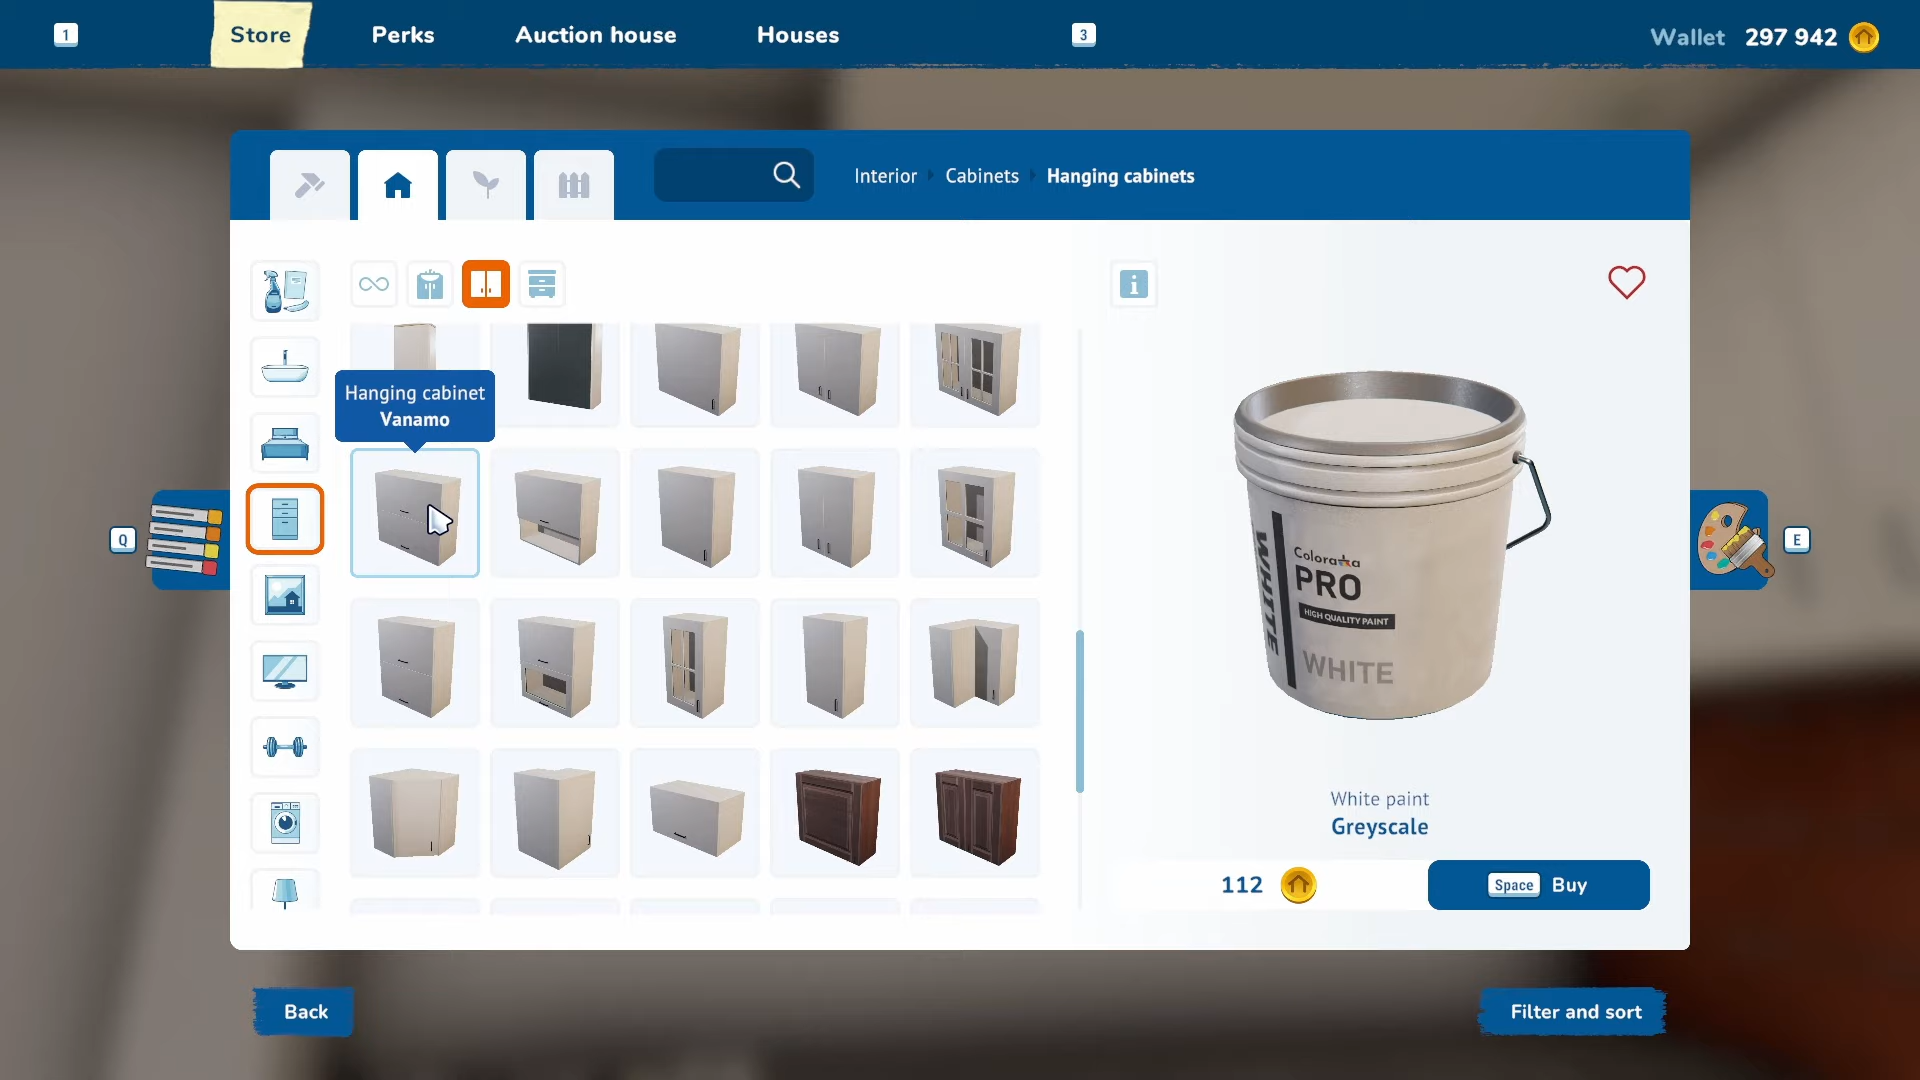 1
Store
Perks
Auction house
Houses
3
Wallet 297 942
Interior
Cabinets
Hanging cabinets
i
Hanging cabinet
Vanamo
Q
E
WHITE
PRO
HIGH QUALITY PAINT
WHITE
White paint
Greyscale
112
Space Buy
Back
Filter and sort